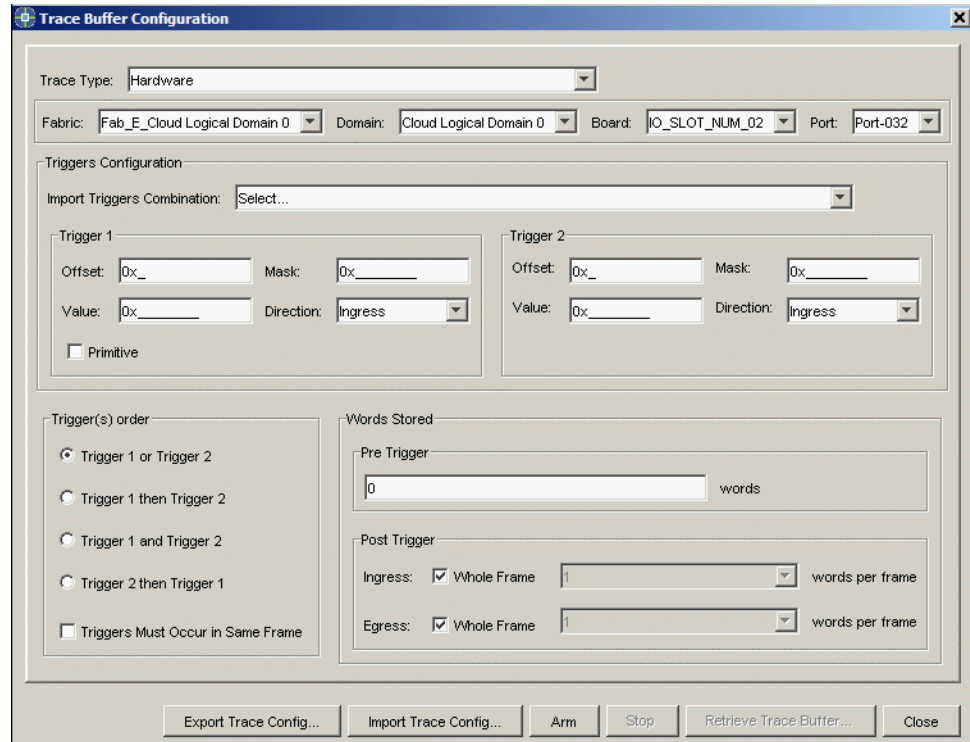 Trace Buffer Configuration
Trace Type: Hardware
Fabric: Fab_E_Cloud Logical Domain 0 Domain: Cloud Logical Domain 0 Board: IO_SLOT_NUM_02 Port: Port-032
Triggers Configuration
Import Triggers Combination: Select...
Trigger 1
Offset: 0x_ Mask: 0x________
Value: 0x________ Direction: Ingress
Primitive
Trigger 2
Offset: 0x_ Mask: 0x________
Value: 0x________ Direction: Ingress
Trigger(s) order
Trigger 1 or Trigger 2
Trigger 1 then Trigger 2
Trigger 1 and Trigger 2
Trigger 2 then Trigger 1
Triggers Must Occur in Same Frame
Words Stored
Pre Trigger
0 words
Post Trigger
Ingress: Whole Frame 1 words per frame
Egress: Whole Frame 1 words per frame
Export Trace Config... Import Trace Config... Arm Stop Retrieve Trace Buffer... Close